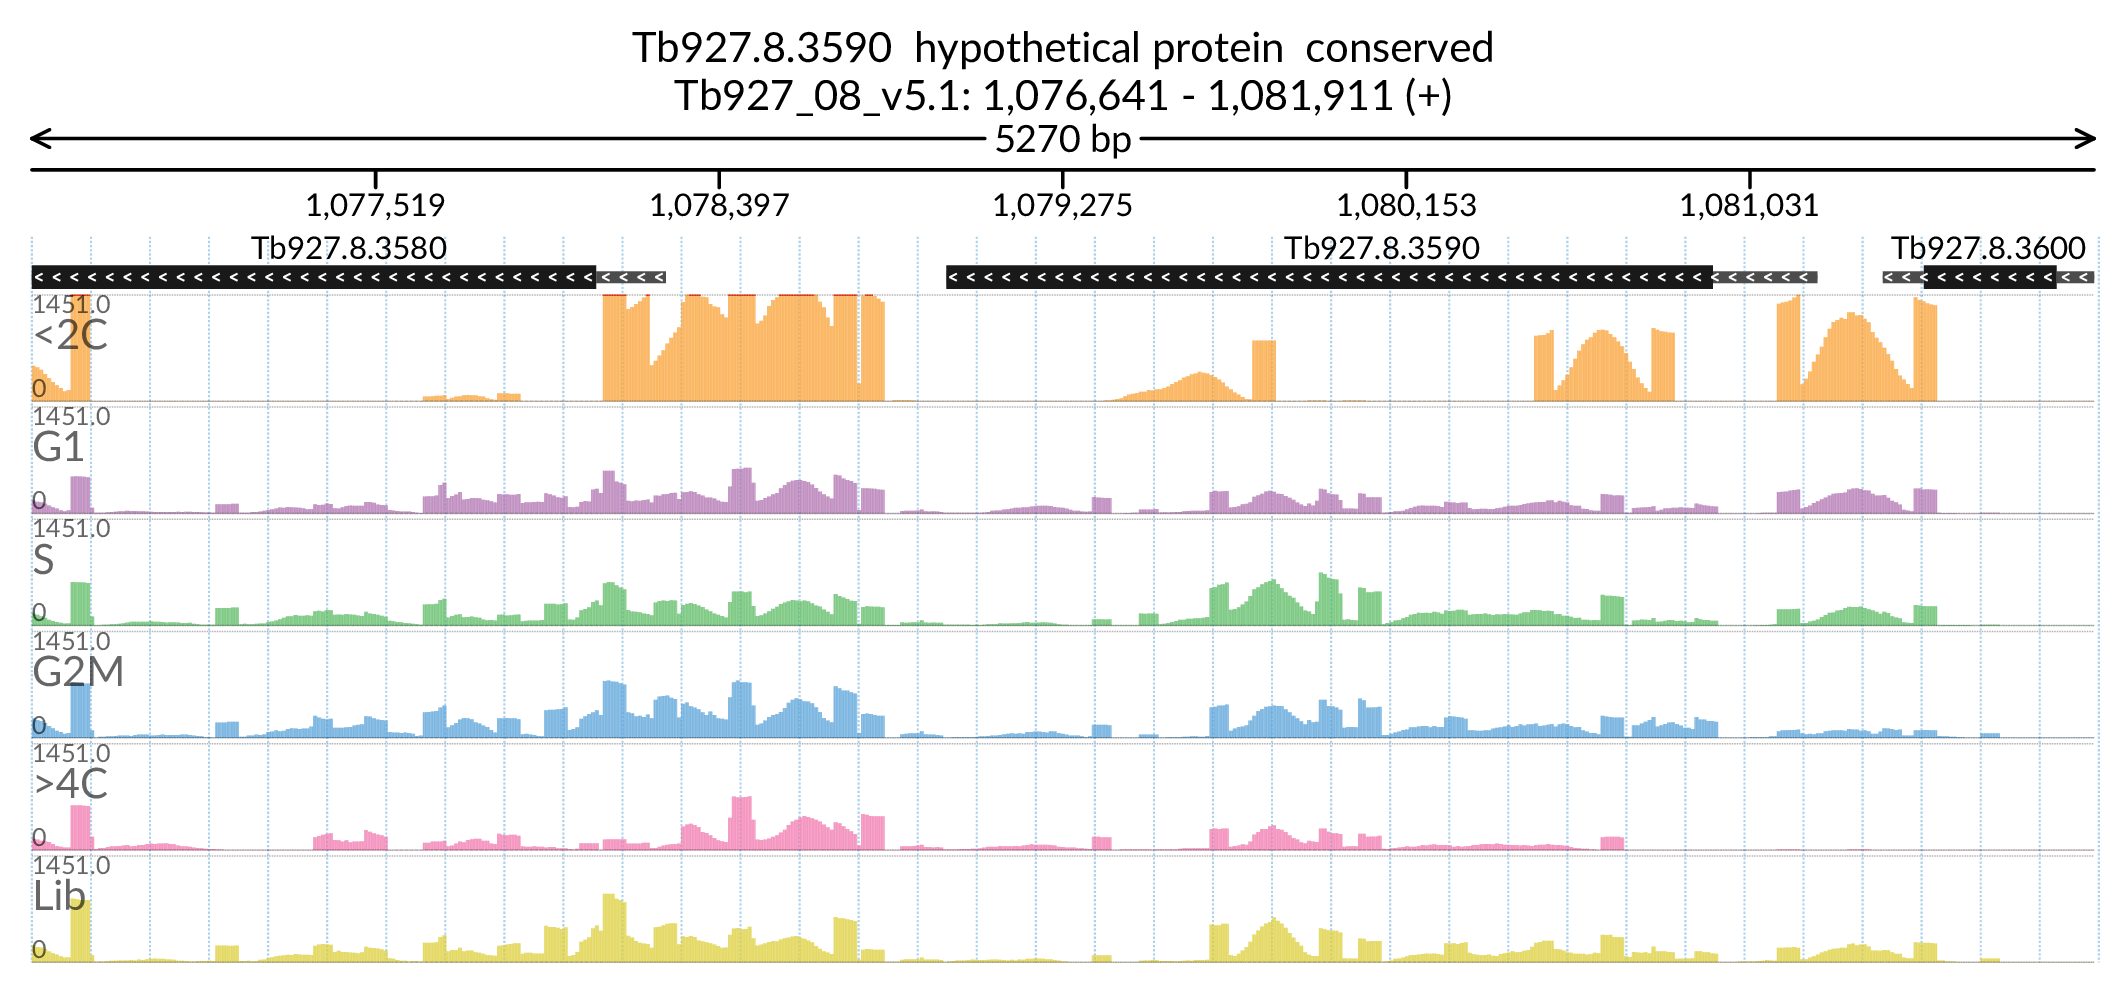 Tb927.8.3590 hypothetical protein conserved
Tb927_08_v5.1: 1,076,641 - 1,081,911 (+)
5270 bp
1,077,519 1,078,397 1,079,275 1,080,153 1,081,031
Tb927.8.3580 Tb927.8.3590 Tb927.8.3600
1451.0
<2C
0
1451.0
G1
0
1451.0
S
0
1451.0
G2M
0
1451.0
>4C
0
1451.0
Lib
0